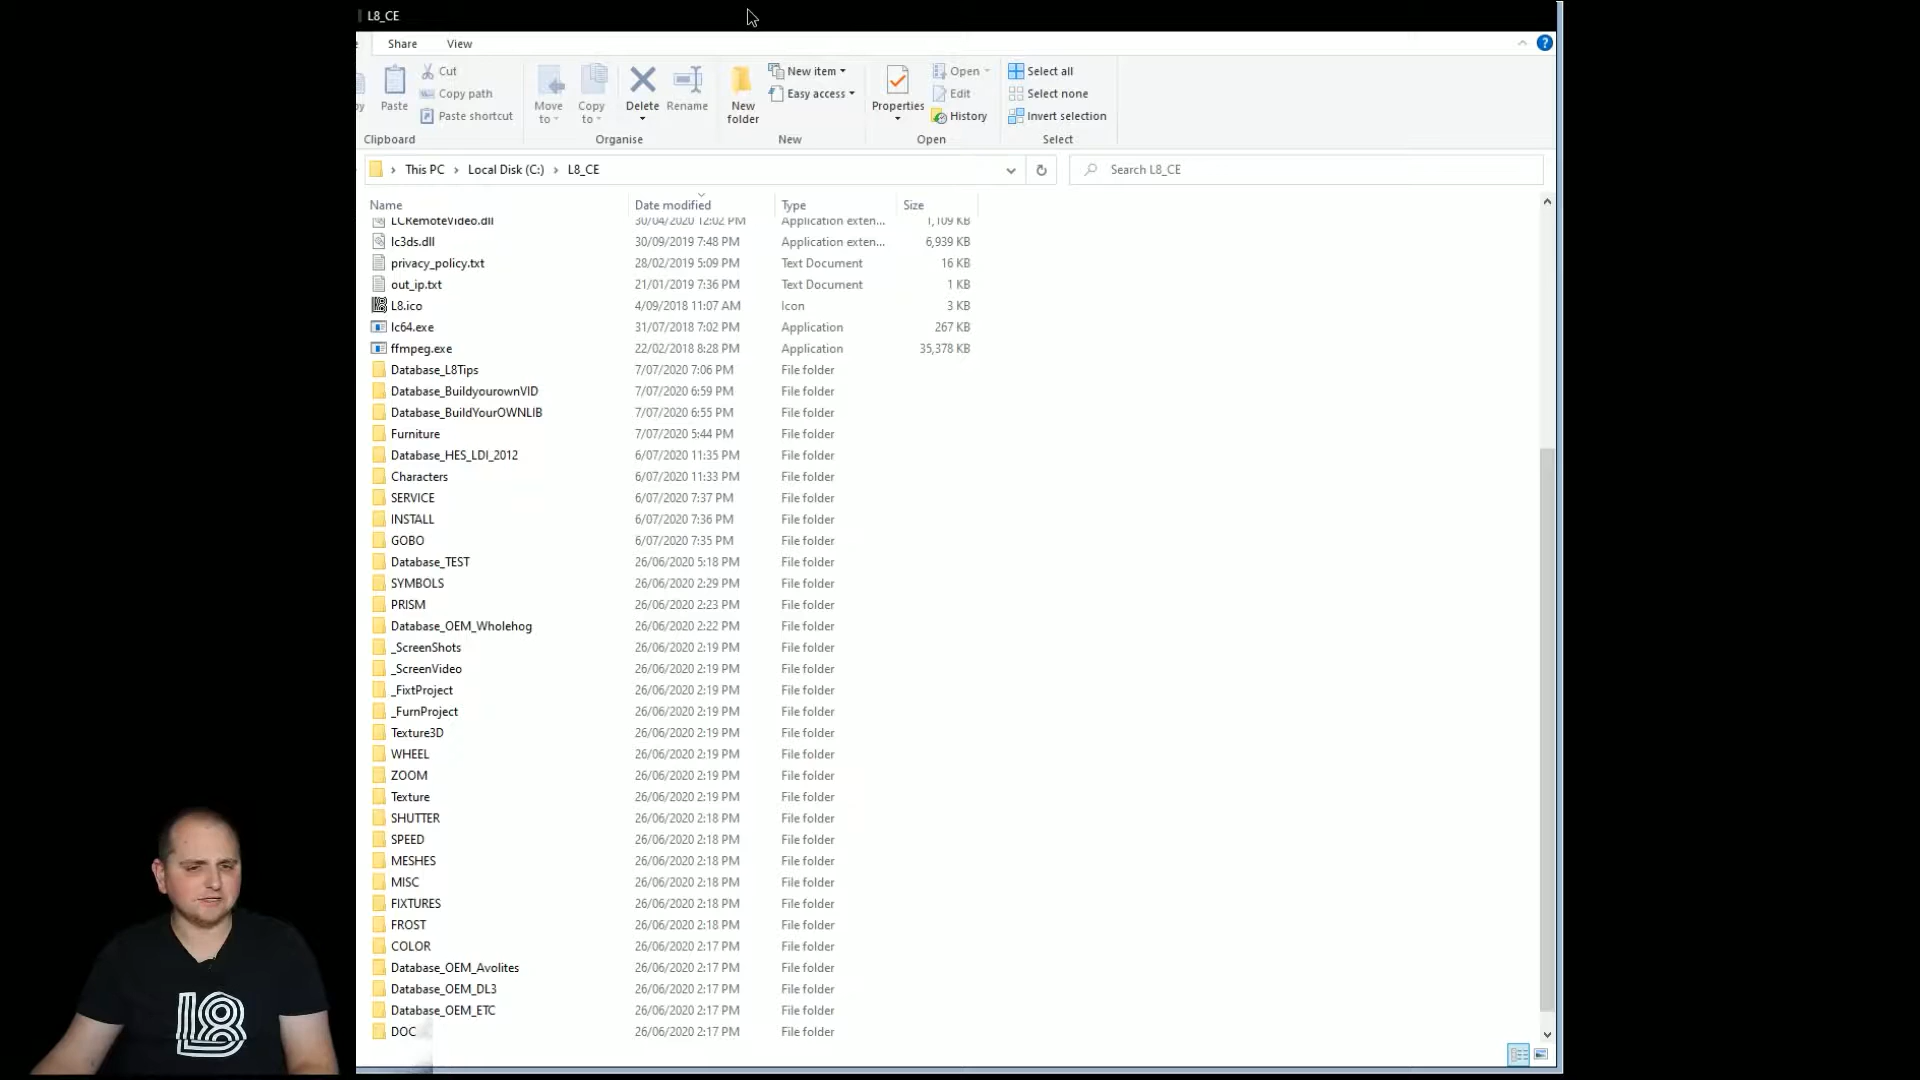 L8_CE
Share View
Cut
Copy path
Paste shortcut
Paste
Clipboard
Move to
Copy to
Delete
Rename
Organise
New folder
New item
Easy access
New
Properties
Open
Edit
History
Open
Select all
Select none
Invert selection
Select
This PC > Local Disk (C:) > L8_CE
Search L8_CE
Name Date modified Type Size
LCRemoteVideo.dll 30/04/2020 12:02 PM Application exten... 1,109 KB
lc3ds.dll 30/09/2019 7:48 PM Application exten... 6,939 KB
privacy_policy.txt 28/02/2019 5:09 PM Text Document 16 KB
out_ip.txt 21/01/2019 7:36 PM Text Document 1 KB
L8.ico 4/09/2018 11:07 AM Icon 3 KB
lc64.exe 31/07/2018 7:02 PM Application 267 KB
ffmpeg.exe 22/02/2018 8:28 PM Application 35,378 KB
Database_L8Tips 7/07/2020 7:06 PM File folder
Database_BuildyourownVID 7/07/2020 6:59 PM File folder
Database_BuildYourOWNLIB 7/07/2020 6:55 PM File folder
Furniture 7/07/2020 5:44 PM File folder
Database_HES_LDI_2012 6/07/2020 11:35 PM File folder
Characters 6/07/2020 11:33 PM File folder
SERVICE 6/07/2020 7:37 PM File folder
INSTALL 6/07/2020 7:36 PM File folder
GOBO 6/07/2020 7:35 PM File folder
Database_TEST 26/06/2020 5:18 PM File folder
SYMBOLS 26/06/2020 2:29 PM File folder
PRISM 26/06/2020 2:23 PM File folder
Database_OEM_Wholehog 26/06/2020 2:22 PM File folder
_ScreenShots 26/06/2020 2:19 PM File folder
_ScreenVideo 26/06/2020 2:19 PM File folder
_FixtProject 26/06/2020 2:19 PM File folder
_FurnProject 26/06/2020 2:19 PM File folder
Texture3D 26/06/2020 2:19 PM File folder
WHEEL 26/06/2020 2:19 PM File folder
ZOOM 26/06/2020 2:19 PM File folder
Texture 26/06/2020 2:19 PM File folder
SHUTTER 26/06/2020 2:18 PM File folder
SPEED 26/06/2020 2:18 PM File folder
MESHES 26/06/2020 2:18 PM File folder
MISC 26/06/2020 2:18 PM File folder
FIXTURES 26/06/2020 2:18 PM File folder
FROST 26/06/2020 2:18 PM File folder
COLOR 26/06/2020 2:17 PM File folder
Database_OEM_Avolites 26/06/2020 2:17 PM File folder
Database_OEM_DL3 26/06/2020 2:17 PM File folder
Database_OEM_ETC 26/06/2020 2:17 PM File folder
DOC 26/06/2020 2:17 PM File folder
L8